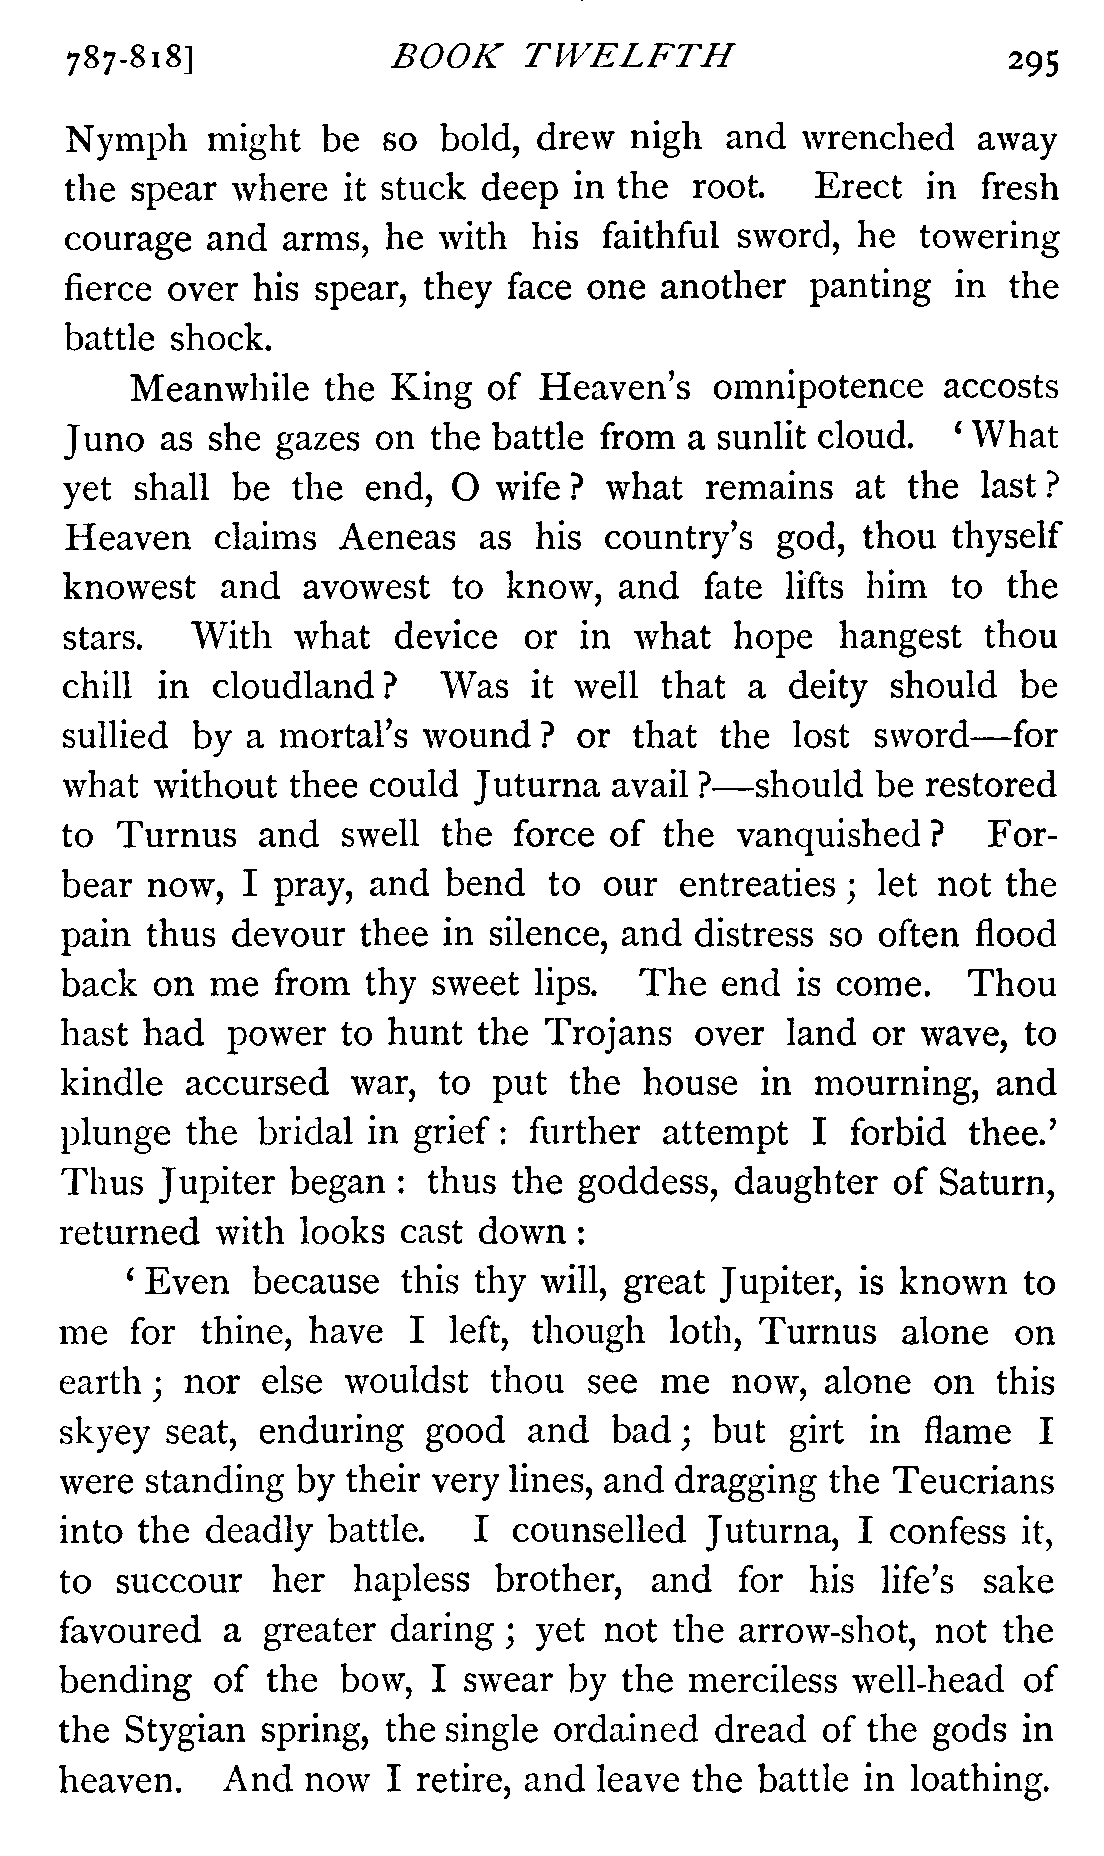 787-818] BOOK TWELFTH 295
Nymph might be so bold, drew nigh and wrenched away
the spear where it stuck deep in the root. Erect in fresh
courage and arms, he with his faithful sword, he towering
fierce over his spear, they face one another panting in the
battle shock.
Meanwhile the King of Heaven's omnipotence accosts
Juno as she gazes on the battle from a sunlit cloud. ‘What
yet shall be the end, O wife? what remains at the last?
Heaven claims Aeneas as his country's god, thou thyself
knowest and avowest to know, and fate lifts him to the
stars. With what device or in what hope hangest thou
chill in cloudland? Was it well that a deity should be
sullied by a mortal's wound? or that the lost sword—for
what without thee could Juturna avail?—should be restored
to Turnus and swell the force of the vanquished? For-
bear now, I pray, and bend to our entreaties; let not the
pain thus devour thee in silence, and distress so often flood
back on me from thy sweet lips. The end is come. Thou
hast had power to hunt the Trojans over land or wave, to
kindle accursed war, to put the house in mourning, and
plunge the bridal in grief: further attempt I forbid thee.’
Thus Jupiter began: thus the goddess, daughter of Saturn,
returned with looks cast down:
‘Even because this thy will, great Jupiter, is known to
me for thine, have I left, though loth, Turnus alone on
earth; nor else wouldst thou see me now, alone on this
skyey seat, enduring good and bad; but girt in flame I
were standing by their very lines, and dragging the Teucrians
into the deadly battle. I counselled Juturna, I confess it,
to succour her hapless brother, and for his life's sake
favoured a greater daring; yet not the arrow-shot, not the
bending of the bow, I swear by the merciless well-head of
the Stygian spring, the single ordained dread of the gods in
heaven. And now I retire, and leave the battle in loathing.